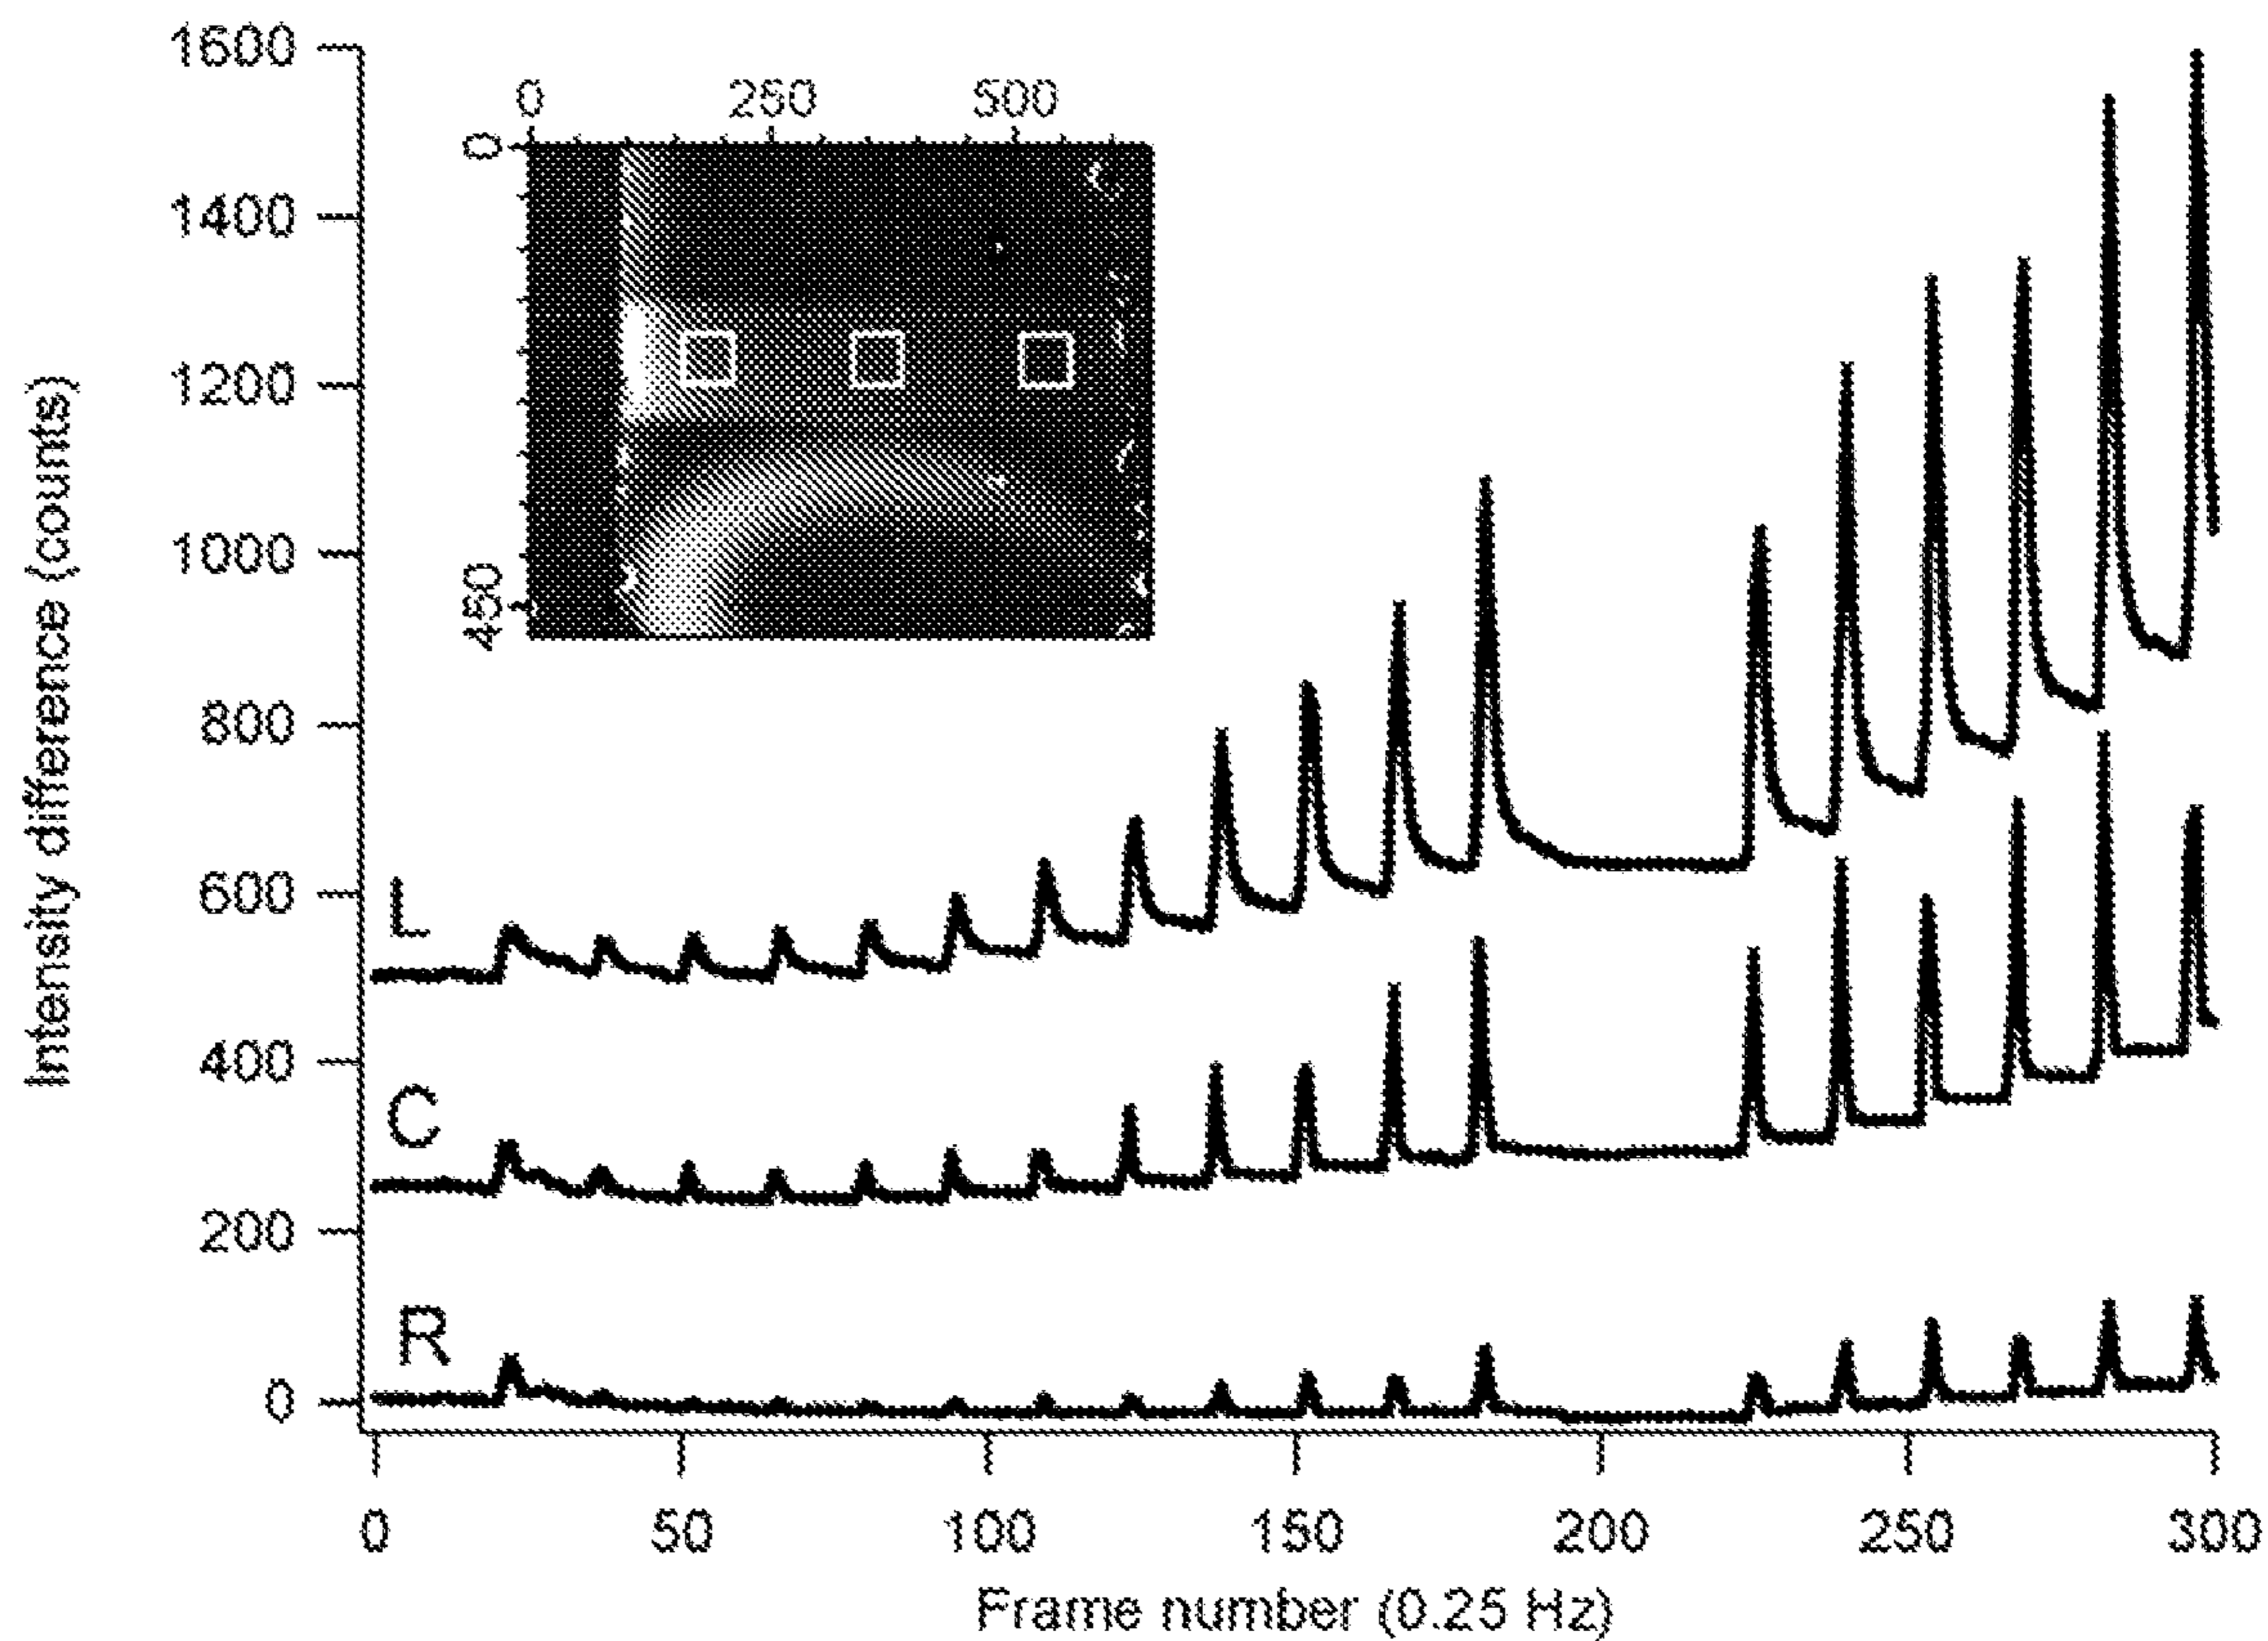 1600
1400
1200
1000
800
600
400
200
0
Intensity difference (counts)
0 250 500
0
450
L
C
R
0 50 100 150 200 250 300
Frame number (0.25 Hz)